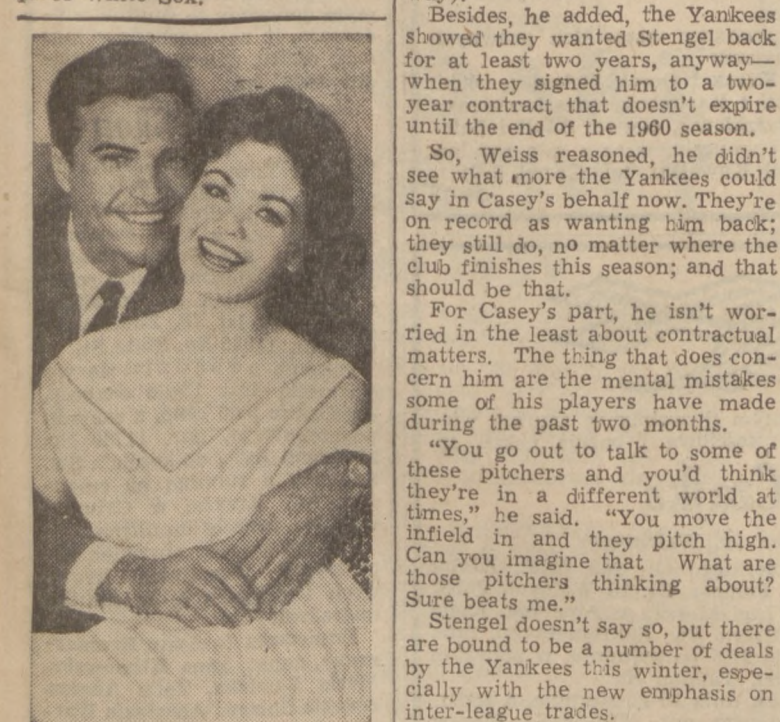 Besides, he added, the Yankees
showed they wanted Stengel back
for at least two years, anyway—
when they signed him to a two-
year contract that doesn't expire
until the end of the 1960 season.
So, Weiss reasoned, he didn't
see what more the Yankees could
say in Casey's behalf now. They're
on record as wanting him back;
they still do, no matter where the
club finishes this season; and that
should be that.
For Casey's part, he isn't wor-
ried in the least about contractual
matters. The thing that does con-
cern him are the mental mistakes
some of his players have made
during the past two months.
"You go out to talk to some of
these pitchers and you'd think
they're in a different world at
times," he said. "You move the
infield in and they pitch high.
Can you imagine that What are
those pitchers thinking about?
Sure beats me."
Stengel doesn't say so, but there
are bound to be a number of deals
by the Yankees this winter, espe-
cially with the new emphasis on
inter-league trades.